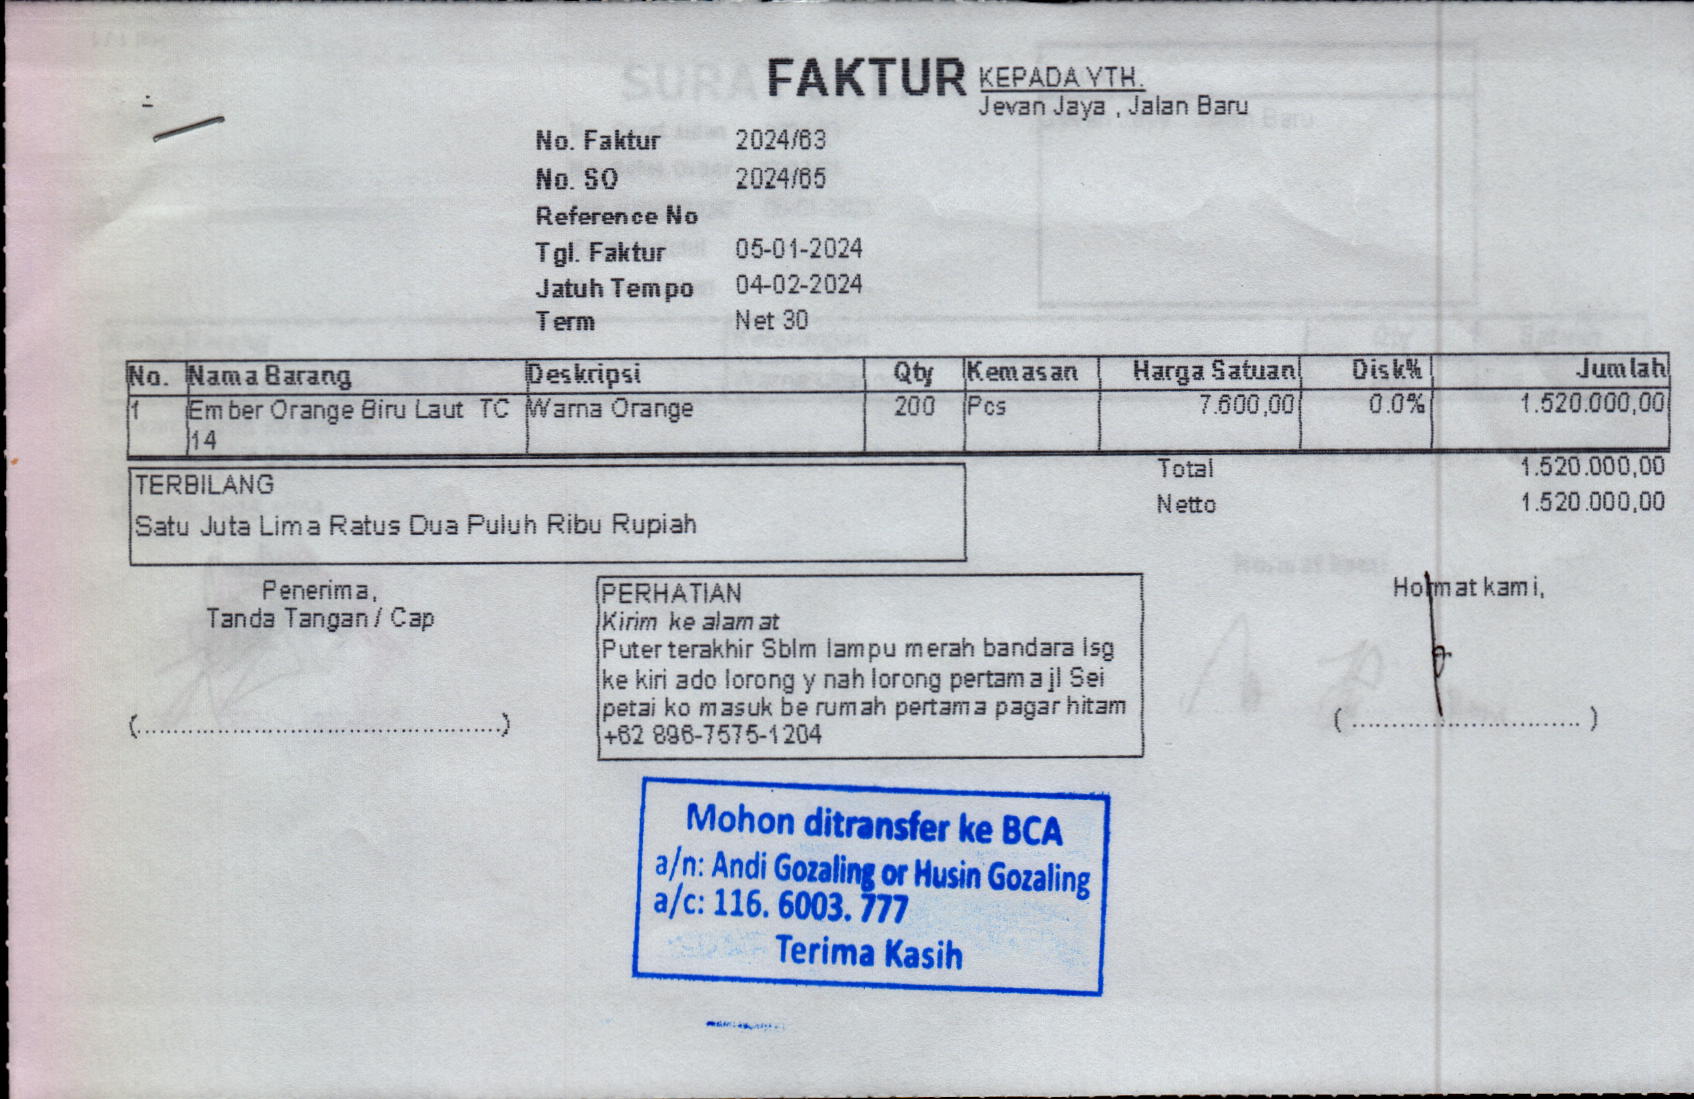 FAKTUR
KEPADA YTH.
Jevan Jaya , Jalan Baru
No. Faktur 2024/63
No. SO 2024/65
Reference No
Tgl. Faktur 05-01-2024
Jatuh Tempo 04-02-2024
Term Net 30
No. Nama Barang Deskripsi Qty Kemasan Harga Satuan Disk% Jumlah
1 Ember Orange Biru Laut TC Warna Orange 200 Pcs 7.600,00 0.0% 1.520.000,00
14
Total 1.520.000,00
Netto 1.520.000,00
TERBILANG
Satu Juta Lima Ratus Dua Puluh Ribu Rupiah
Penerima,
Tanda Tangan / Cap
(................................................)
PERHATIAN
Kirim ke alamat
Puter terakhir Sblm lampu merah bandara lsg
ke kiri ado lorong y nah lorong pertama jl Sei
petai ko masuk be rumah pertama pagar hitam
+62 896-7575-1204
Hormat kami,
(..............................)
Mohon ditransfer ke BCA
a/n: Andi Gozaling or Husin Gozaling
a/c: 116. 6003. 777
Terima Kasih